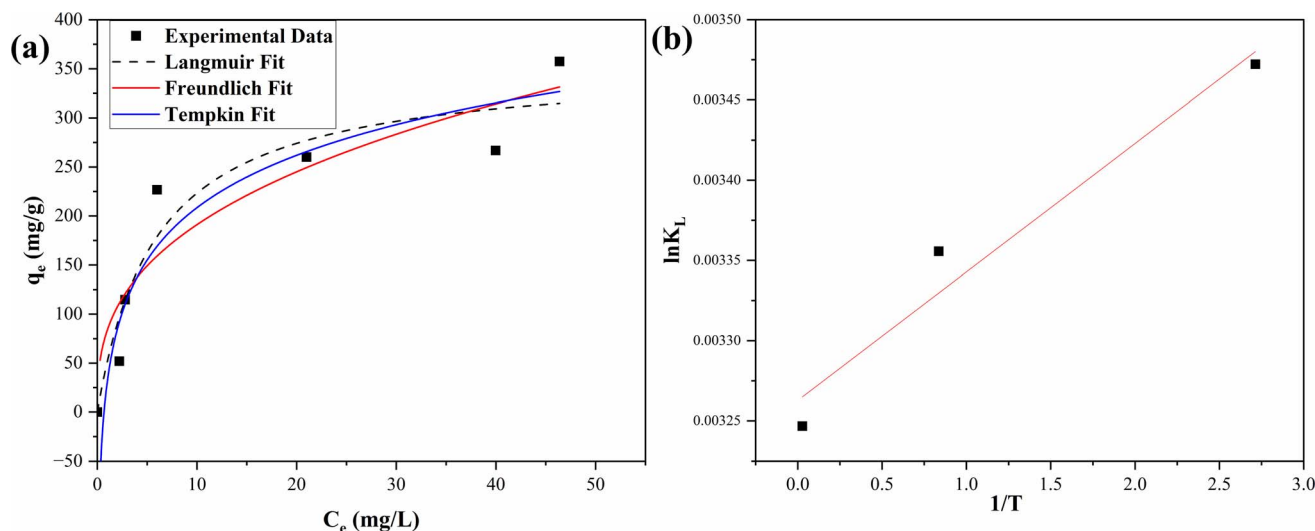 (a)
Experimental Data
Langmuir Fit
Freundlich Fit
Tempkin Fit
400
350
300
250
200
150
100
50
0
−50
qe (mg/g)
0
10
20
30
40
50
Ce (mg/L)
(b)
0.00350
0.00345
0.00340
0.00335
0.00330
0.00325
lnKL
0.0
0.5
1.0
1.5
2.0
2.5
3.0
1/T